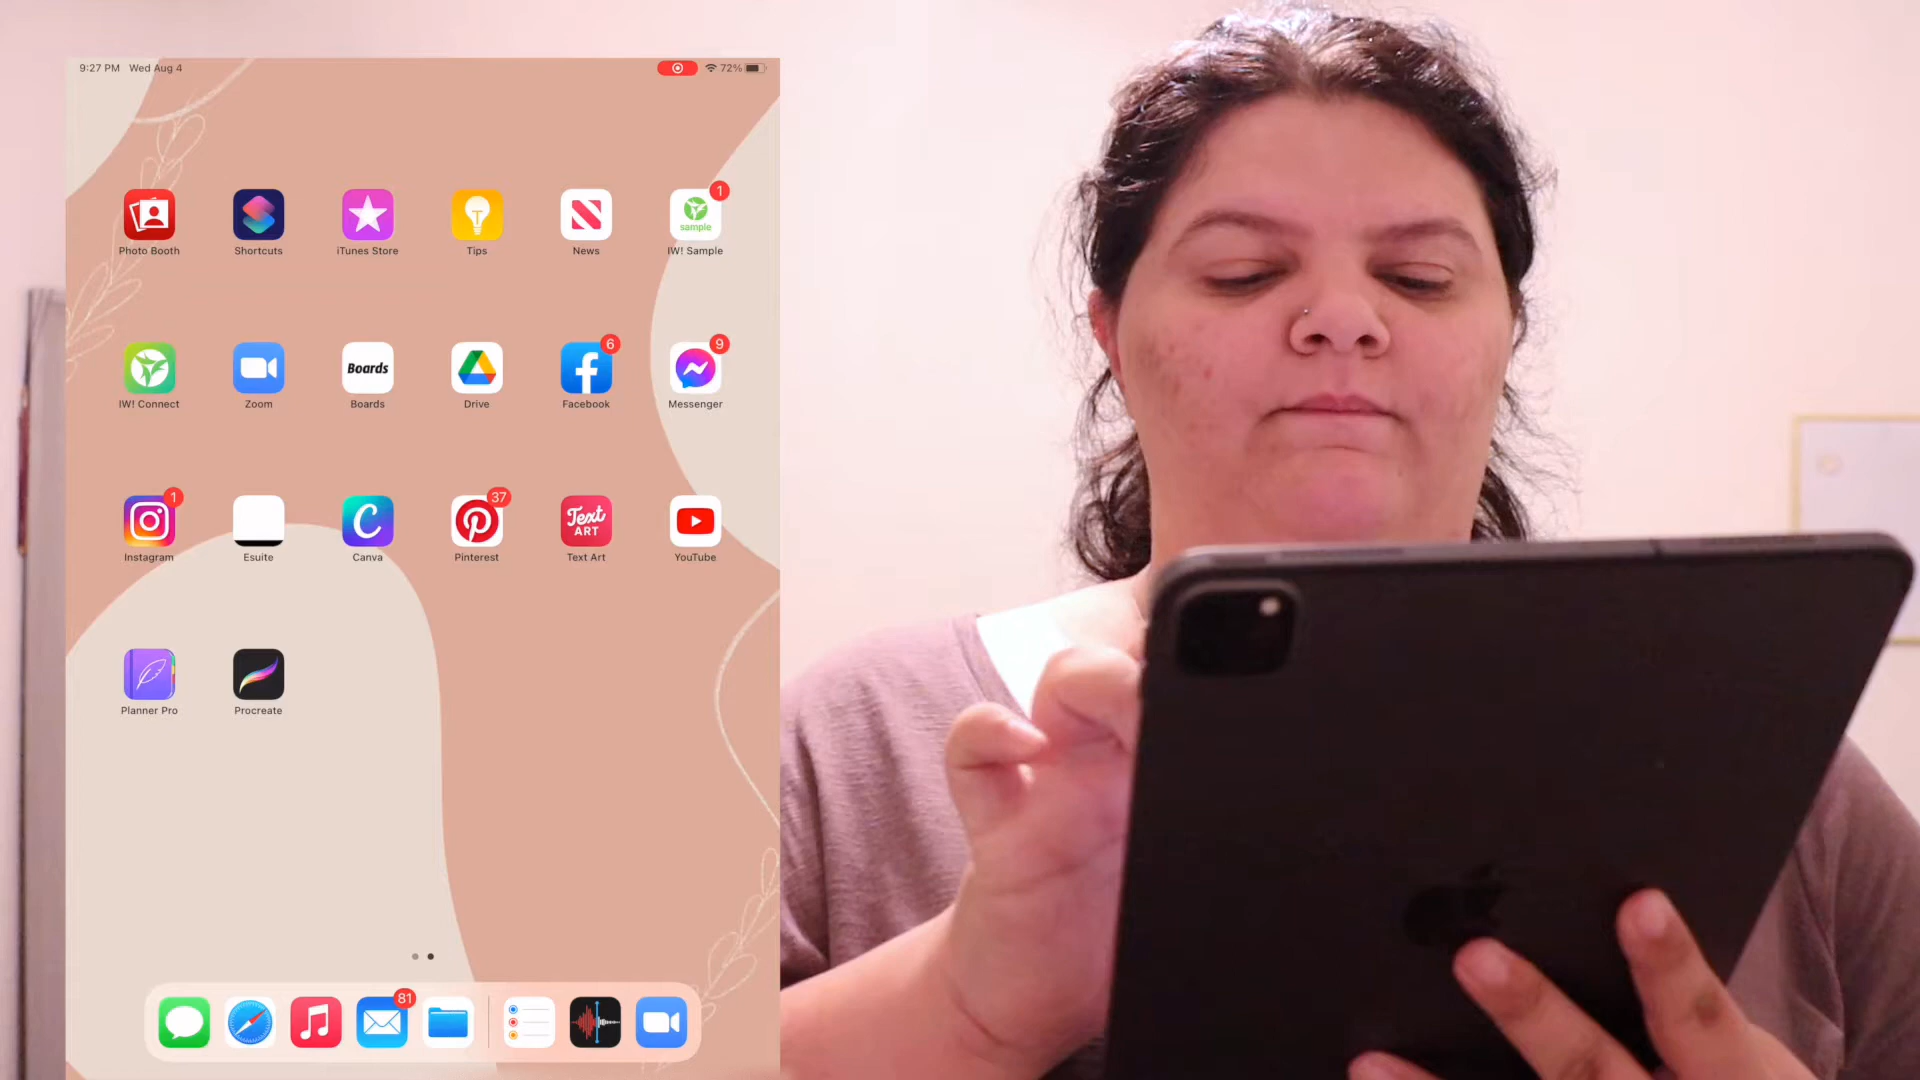 9:27 PM Wed Aug 4 72%
1
sample
Photo Booth Shortcuts iTunes Store Tips News IW! Sample
6 9
Boards
IW! Connect Zoom Boards Drive Facebook Messenger
1 37
Text
ART
Instagram Esuite Canva Pinterest Text Art YouTube
Planner Pro Procreate
81